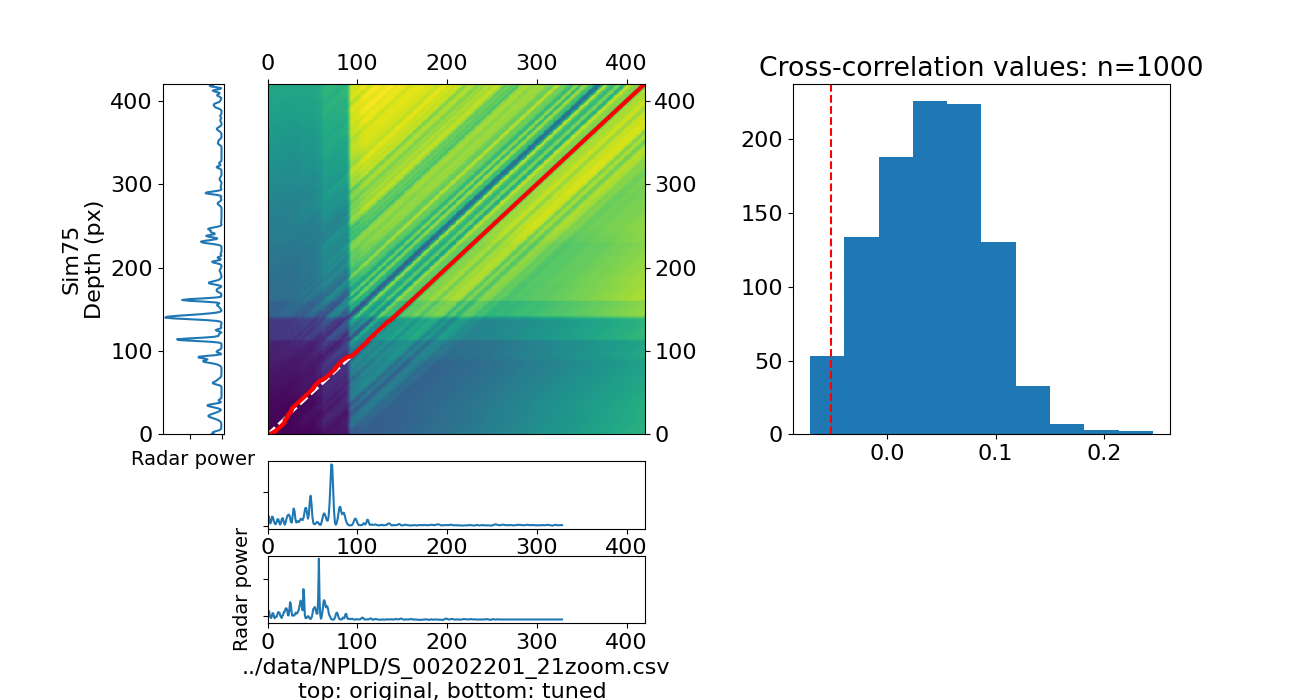 0 100 200 300 400
Cross-correlation values: n=1000
400 400
300 300
200 200
100 100
0 0
Sim75
Depth (px)
Radar power
200
150
100
50
0
0.0 0.1 0.2
0 100 200 300 400
Radar power
0 100 200 300 400
../data/NPLD/S_00202201_21zoom.csv
top: original, bottom: tuned